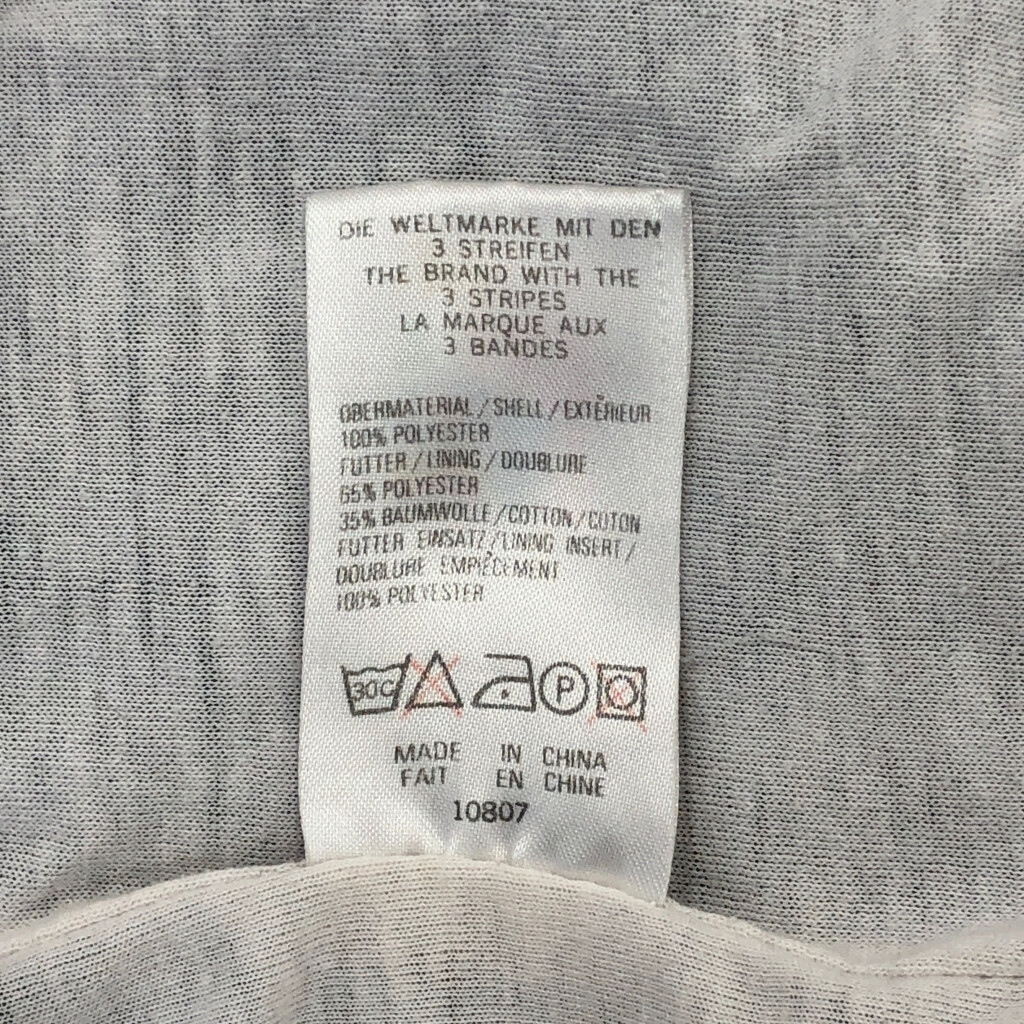 DIE WELTMARKE MIT DEN
3 STREIFEN
THE BRAND WITH THE
3 STRIPES
LA MARQUE AUX
3 BANDES
OBERMATERIAL/SHELL/EXTÉRIEUR
100% POLYESTER
FUTTER/LINING/DOUBLURE
65% POLYESTER
35% BAUMWOLLE/COTTON/COTON
FUTTER EINSATZ/LINING INSERT/
DOUBLURE EMPIÈCEMENT
100% POLYESTER
30C P
MADE IN CHINA
FAIT EN CHINE
10807